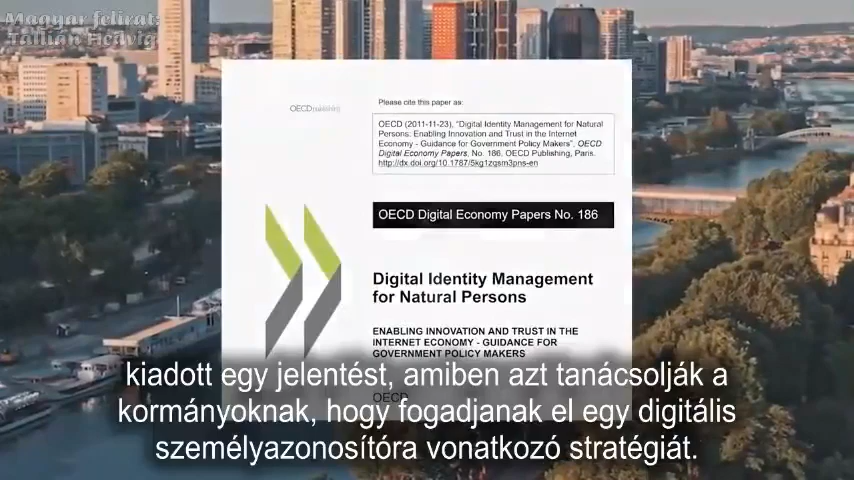 Magyar felirat:
Tallián Hedvig
OECD
Please cite this paper as:
OECD (2011-11-23), "Digital Identity Management for Natural
Persons: Enabling Innovation and Trust in the Internet
Economy - Guidance for Government Policy Makers", OECD
Digital Economy Papers, No. 186, OECD Publishing, Paris.
http://dx.doi.org/10.1787/5kg1zqsm3pns-en
OECD Digital Economy Papers No. 186
Digital Identity Management
for Natural Persons
ENABLING INNOVATION AND TRUST IN THE
INTERNET ECONOMY - GUIDANCE FOR
GOVERNMENT POLICY MAKERS
OECD
kiadott egy jelentést, amiben azt tanácsolják a
kormányoknak, hogy fogadjanak el egy digitális
személyazonosítóra vonatkozó stratégiát.